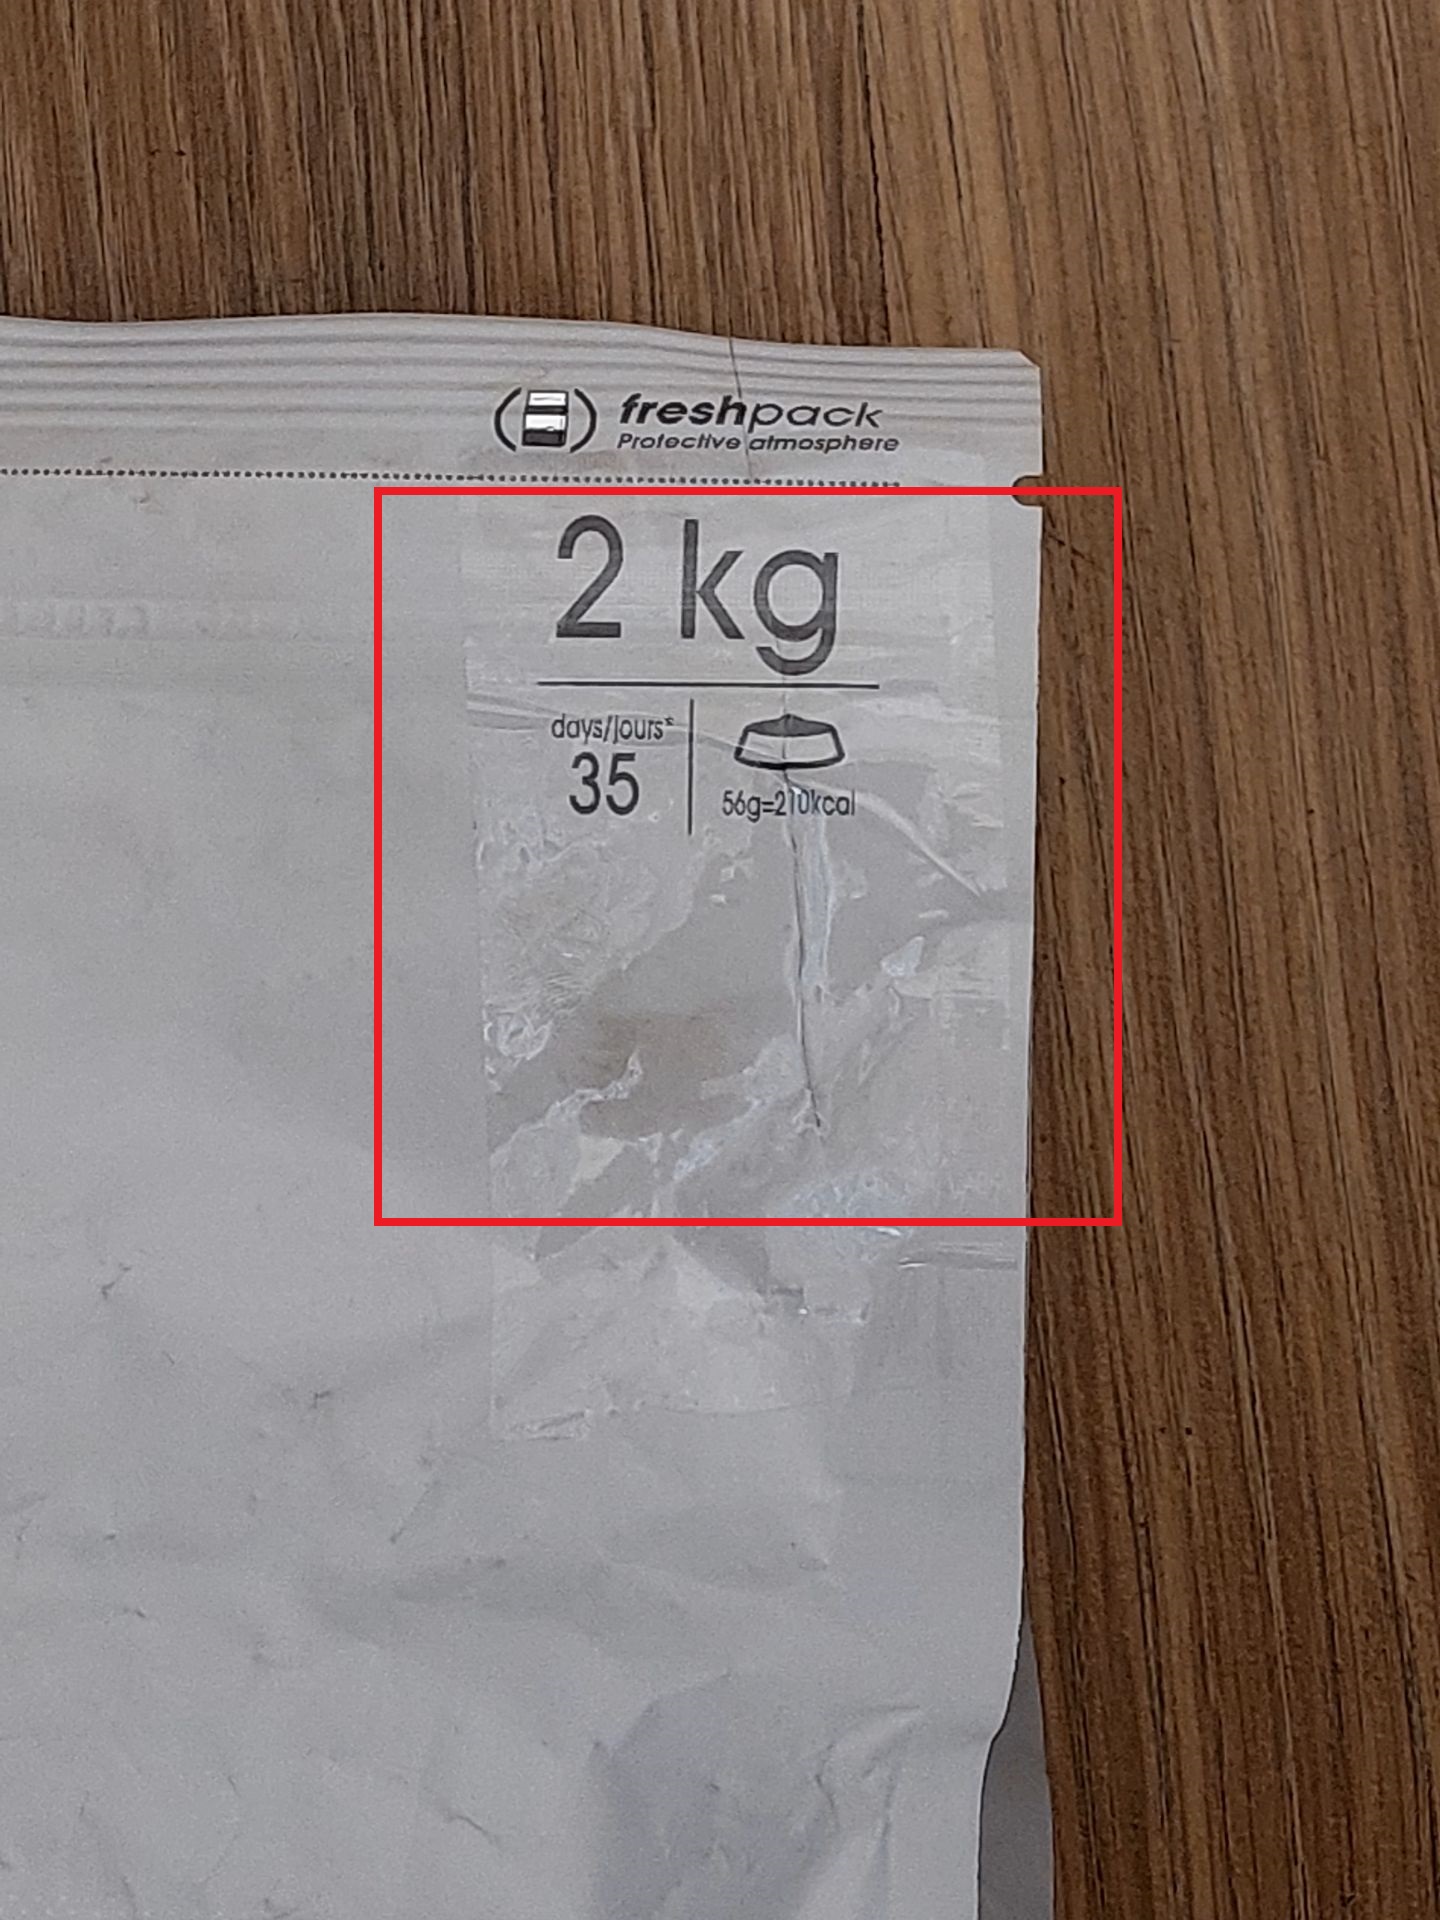 freshpack
Protective atmosphere
2 kg
days/jours*
35
56g=210kcal